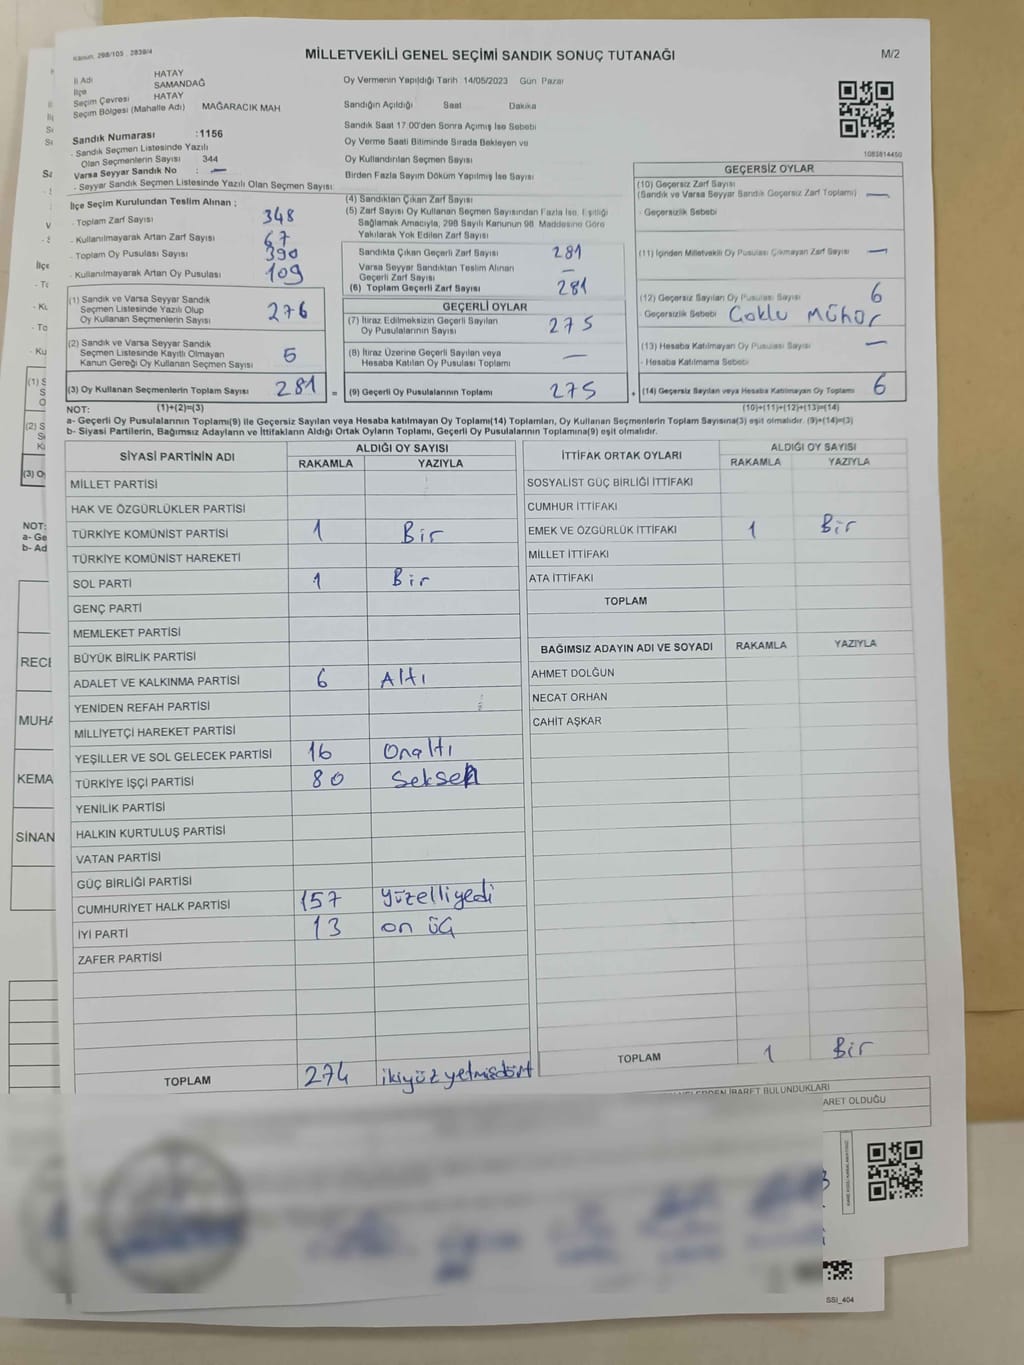 Kanun. 298/105 2839/4
MİLLETVEKİLİ GENEL SEÇİMİ SANDIK SONUÇ TUTANAĞI
M/2
İl Adı HATAY
İlçe SAMANDAĞ
Seçim Çevresi HATAY
Seçim Bölgesi (Mahalle Adı) MAĞARACIK MAH
Sandık Numarası :1156
- Sandık Seçmen Listesinde Yazılı
Olan Seçmenlerin Sayısı 344
Varsa Seyyar Sandık No : —
- Seyyar Sandık Seçmen Listesinde Yazılı Olan Seçmen Sayısı:
Oy Vermenin Yapıldığı Tarih 14/05/2023 Gün Pazar
Sandığın Açıldığı Saat Dakika
Sandık Saat 17.00'den Sonra Açılmış İse Sebebi
Oy Verme Saati Bitiminde Sırada Bekleyen ve
Oy Kullandırılan Seçmen Sayısı
Birden Fazla Sayım Döküm Yapılmış İse Sayısı
1083814450
İlçe Seçim Kurulundan Teslim Alınan :
- Toplam Zarf Sayısı 348
- Kullanılmayarak Artan Zarf Sayısı 67
- Toplam Oy Pusulası Sayısı 390
- Kullanılmayarak Artan Oy Pusulası 109
(1) Sandık ve Varsa Seyyar Sandık
Seçmen Listesinde Yazılı Olup
Oy Kullanan Seçmenlerin Sayısı 276
(2) Sandık ve Varsa Seyyar Sandık
Seçmen Listesinde Kayıtlı Olmayan
Kanun Gereği Oy Kullanan Seçmen Sayısı 5
(3) Oy Kullanan Seçmenlerin Toplam Sayısı 281 =
(4) Sandıktan Çıkan Zarf Sayısı
(5) Zarf Sayısı Oy Kullanan Seçmen Sayısından Fazla İse, Eşitliği
Sağlamak Amacıyla, 298 Sayılı Kanunun 98. Maddesine Göre
Yakılarak Yok Edilen Zarf Sayısı
Sandıkta Çıkan Geçerli Zarf Sayısı 281
Varsa Seyyar Sandıktan Teslim Alınan
Geçerli Zarf Sayısı —
(6) Toplam Geçerli Zarf Sayısı 281
GEÇERLİ OYLAR
(7) İtiraz Edilmeksizin Geçerli Sayılan
Oy Pusulalarının Sayısı 275
(8) İtiraz Üzerine Geçerli Sayılan veya
Hesaba Katılan Oy Pusulası Toplamı —
(9) Geçerli Oy Pusulalarının Toplamı 275 +
GEÇERSİZ OYLAR
(10) Geçersiz Zarf Sayısı
(Sandık ve Varsa Seyyar Sandık Geçersiz Zarf Toplamı) —
- Geçersizlik Sebebi
(11) İçinden Milletvekili Oy Pusulası Çıkmayan Zarf Sayısı —
(12) Geçersiz Sayılan Oy Pusulası Sayısı 6
- Geçersizlik Sebebi Çoklu Mühür
(13) Hesaba Katılmayan Oy Pusulası Sayısı —
- Hesaba Katılmama Sebebi
(14) Geçersiz Sayılan veya Hesaba Katılmayan Oy Toplamı 6
NOT: (1)+(2)=(3) (10)+(11)+(12)+(13)=(14)
a- Geçerli Oy Pusulalarının Toplamı(9) ile Geçersiz Sayılan veya Hesaba katılmayan Oy Toplamı(14) Toplamları, Oy Kullanan Seçmenlerin Toplam Sayısına(3) eşit olmalıdır. (9)+(14)=(3)
b- Siyasi Partilerin, Bağımsız Adayların ve İttifakların Aldığı Ortak Oyların Toplamı, Geçerli Oy Pusulalarının Toplamına(9) eşit olmalıdır.
SİYASİ PARTİNİN ADI ALDIĞI OY SAYISI
RAKAMLA YAZIYLA
MİLLET PARTİSİ
HAK VE ÖZGÜRLÜKLER PARTİSİ
TÜRKİYE KOMÜNİST PARTİSİ 1 Bir
TÜRKİYE KOMÜNİST HAREKETİ
SOL PARTİ 1 Bir
GENÇ PARTİ
MEMLEKET PARTİSİ
BÜYÜK BİRLİK PARTİSİ
ADALET VE KALKINMA PARTİSİ 6 Altı
YENİDEN REFAH PARTİSİ
MİLLİYETÇİ HAREKET PARTİSİ
YEŞİLLER VE SOL GELECEK PARTİSİ 16 Onaltı
TÜRKİYE İŞÇİ PARTİSİ 80 Seksen
YENİLİK PARTİSİ
HALKIN KURTULUŞ PARTİSİ
VATAN PARTİSİ
GÜÇ BİRLİĞİ PARTİSİ
CUMHURİYET HALK PARTİSİ 157 yüzelliyedi
İYİ PARTİ 13 on üç
ZAFER PARTİSİ
TOPLAM 274 ikiyüz yetmişdört
İTTİFAK ORTAK OYLARI ALDIĞI OY SAYISI
RAKAMLA YAZIYLA
SOSYALİST GÜÇ BİRLİĞİ İTTİFAKI
CUMHUR İTTİFAKI
EMEK VE ÖZGÜRLÜK İTTİFAKI 1 Bir
MİLLET İTTİFAKI
ATA İTTİFAKI
TOPLAM
BAĞIMSIZ ADAYIN ADI VE SOYADI RAKAMLA YAZIYLA
AHMET DOLĞUN
NECAT ORHAN
CAHİT AŞKAR
TOPLAM 1 Bir
İBARET BULUNDUKLARI
ARET OLDUĞU
SSI_404
NOT:
a- Ge
b- Ad
RECE
MUHA
KEMA
SİNAN